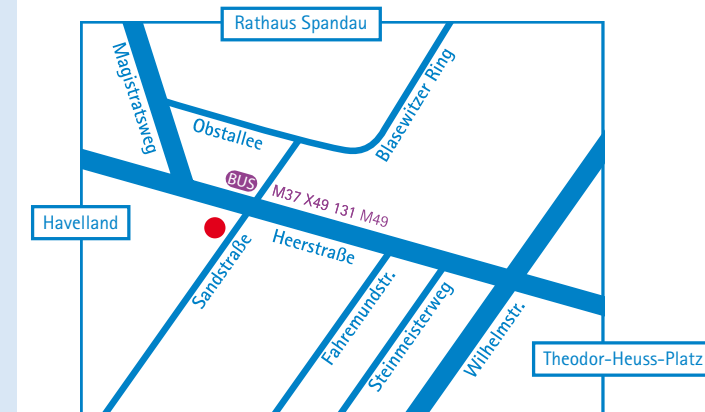 Rathaus Spandau
Magistratsweg
Obstallee
Blasewitzer Ring
BUS
M37 X49 131 M49
Havelland
Heerstraße
Sandstraße
Fahremundstr.
Steinmeisterweg
Wilhelmstr.
Theodor-Heuss-Platz